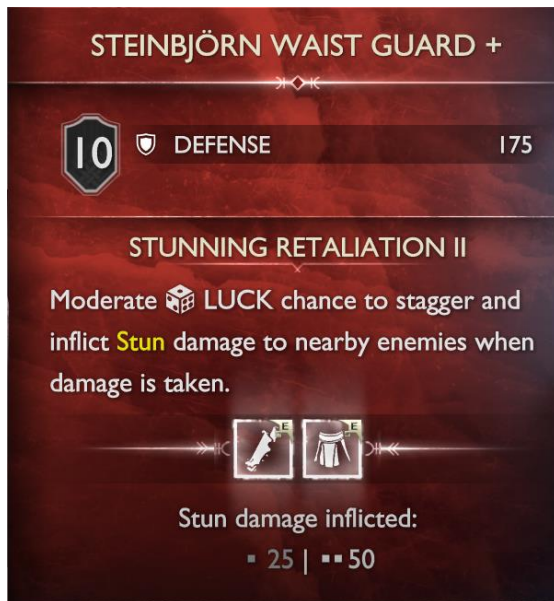 STEINBJÖRN WAIST GUARD +
10 DEFENSE 175
STUNNING RETALIATION II
Moderate LUCK chance to stagger and
inflict Stun damage to nearby enemies when
damage is taken.
E E
Stun damage inflicted:
▪ 25 | ▪▪ 50